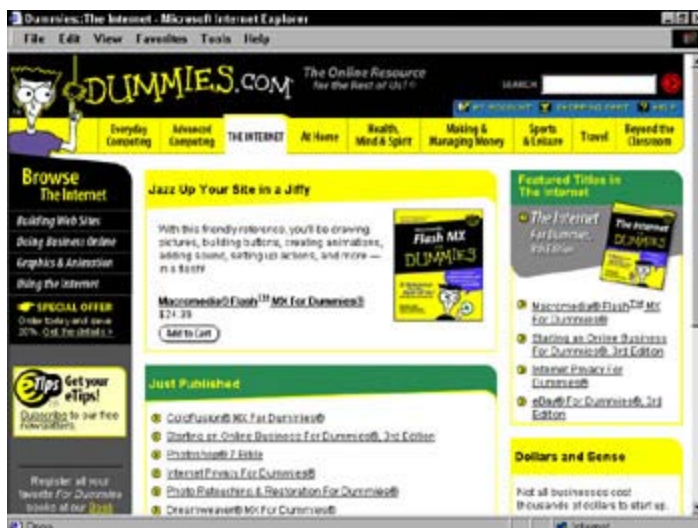 Dummies::The Internet - Microsoft Internet Explorer
File Edit View Favorites Tools Help
DUMMIES.COM
The Online Resource
for the Rest of Us!
SEARCH
MY ACCOUNT SHOPPING CART HELP
Everyday Computing
Advanced Computing
THE INTERNET
At Home
Health, Mind & Spirit
Making & Managing Money
Sports & Leisure
Travel
Beyond the Classroom
Browse
The Internet
Building Web Sites
Doing Business Online
Graphics & Animation
Using the Internet
SPECIAL OFFER
Order today and save
20%. Get the details >
eTips Get your
eTips!
Subscribe to our free
newsletters.
Register all your
favorite For Dummies
books at our Book
Jazz Up Your Site in a Jiffy
With this friendly reference, you'll be drawing
pictures, building buttons, creating animations,
adding sound, setting up actions, and more —
in a flash!
Macromedia® Flash™ MX For Dummies®
$24.99
Add to Cart
Flash MX
DUMMIES
Just Published
ColdFusion® MX For Dummies®
Starting an Online Business For Dummies®, 3rd Edition
Photoshop® 7 Bible
Internet Privacy For Dummies®
Photo Retouching & Restoration For Dummies®
Dreamweaver® MX For Dummies®
Featured Titles in
The Internet
The Internet
For Dummies,
8th Edition
The Internet
DUMMIES
Macromedia® Flash™ MX
For Dummies®
Starting an Online Business
For Dummies®, 3rd Edition
Internet Privacy For
Dummies®
eBay® For Dummies®, 3rd
Edition
Dollars and Sense
Not all businesses cost
thousands of dollars to start up.
Done
Internet